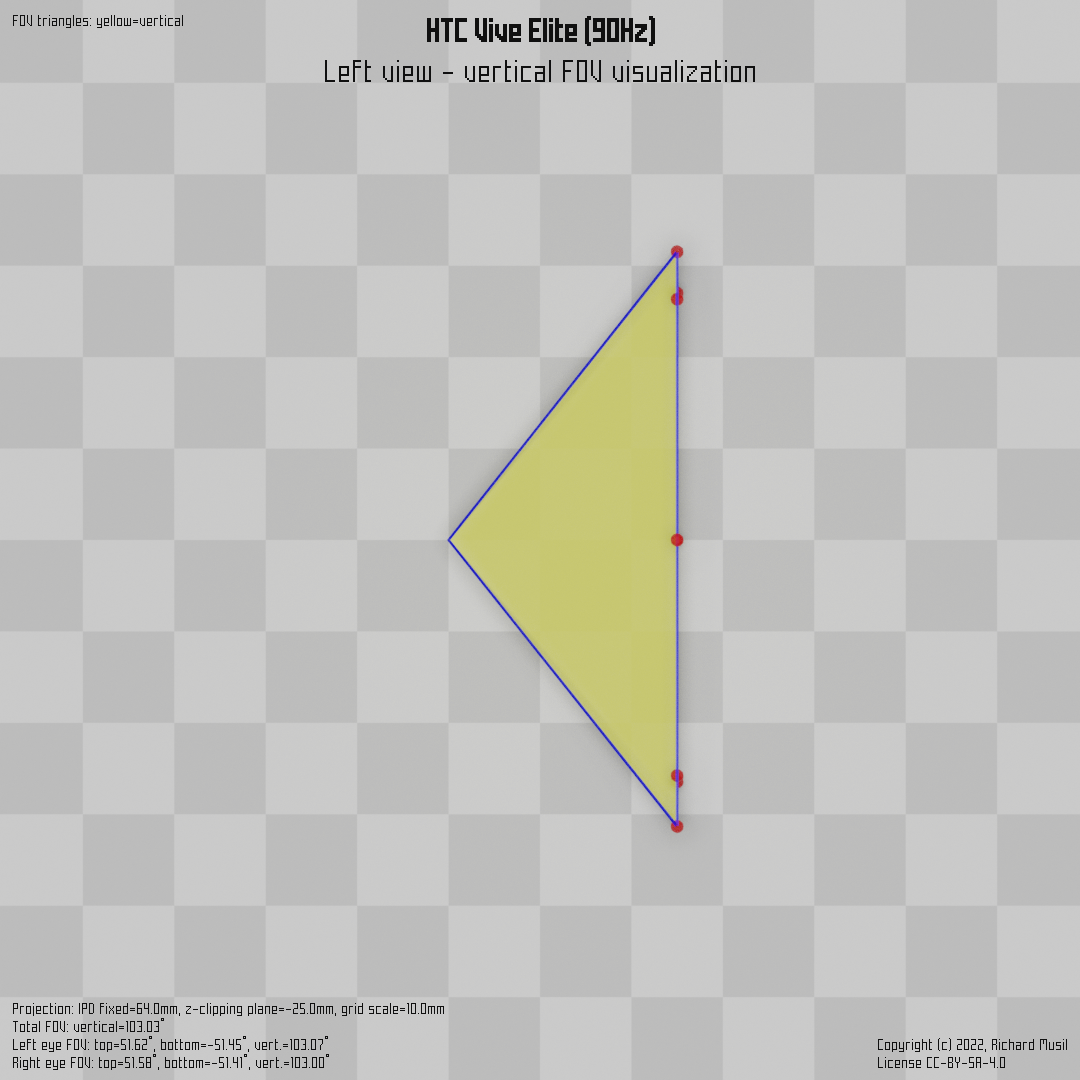 FOV triangles: yellow=vertical
HTC Vive Elite (90Hz)
Left view - vertical FOV visualization
Projection: IPD fixed=64.0mm, z-clipping plane=-25.0mm, grid scale=10.0mm
Total FOV: vertical=103.03°
Left eye FOV: top=51.62°, bottom=-51.45°, vert.=103.07°
Right eye FOV: top=51.58°, bottom=-51.41°, vert.=103.00°
Copyright (c) 2022, Richard Musil
License CC-BY-SA-4.0